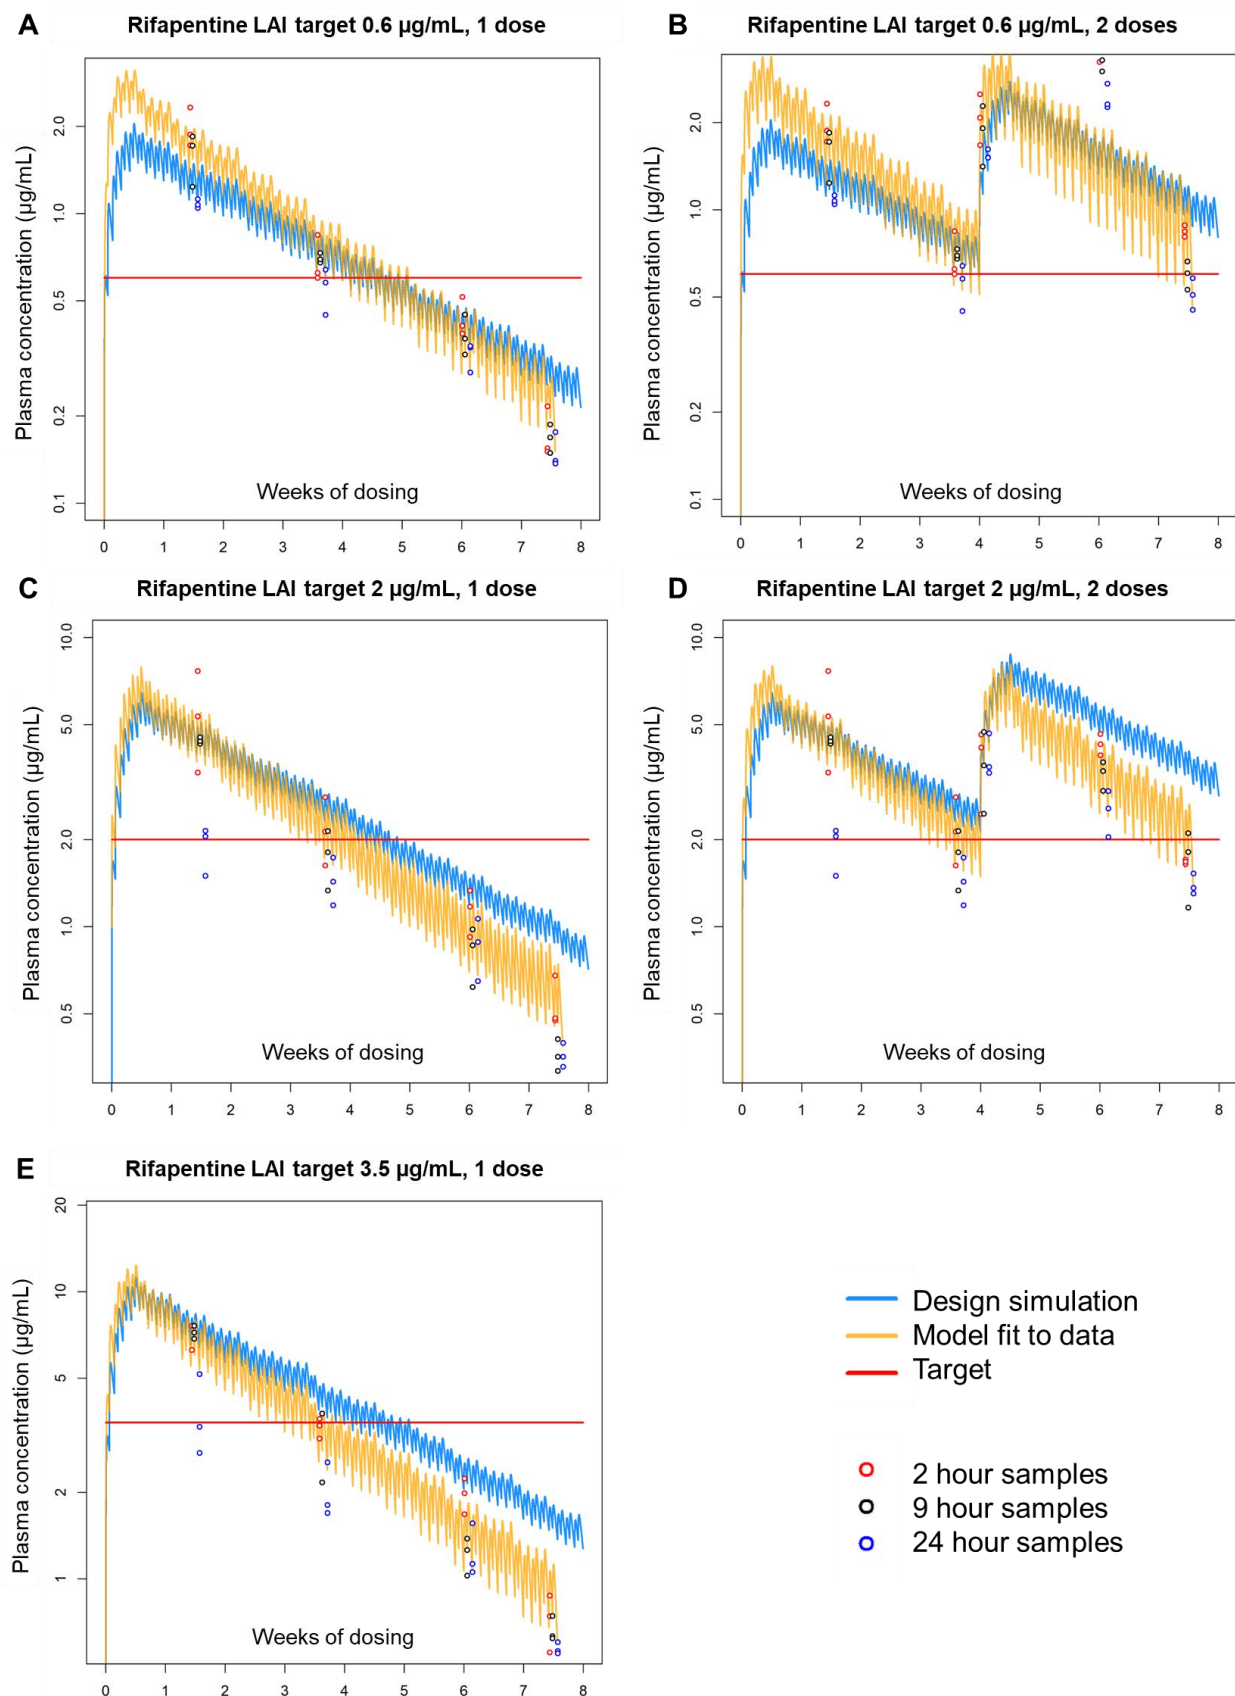 A Rifapentine LAI target 0.6 µg/mL, 1 dose
Plasma concentration (µg/mL)
2.0
1.0
0.5
0.2
0.1
Weeks of dosing
0 1 2 3 4 5 6 7 8
B Rifapentine LAI target 0.6 µg/mL, 2 doses
Plasma concentration (µg/mL)
2.0
1.0
0.5
0.2
0.1
Weeks of dosing
0 1 2 3 4 5 6 7 8
C Rifapentine LAI target 2 µg/mL, 1 dose
Plasma concentration (µg/mL)
10.0
5.0
2.0
1.0
0.5
Weeks of dosing
0 1 2 3 4 5 6 7 8
D Rifapentine LAI target 2 µg/mL, 2 doses
Plasma concentration (µg/mL)
10.0
5.0
2.0
1.0
0.5
Weeks of dosing
0 1 2 3 4 5 6 7 8
E Rifapentine LAI target 3.5 µg/mL, 1 dose
Plasma concentration (µg/mL)
20
10
5
2
1
Weeks of dosing
0 1 2 3 4 5 6 7 8
Design simulation
Model fit to data
Target
2 hour samples
9 hour samples
24 hour samples